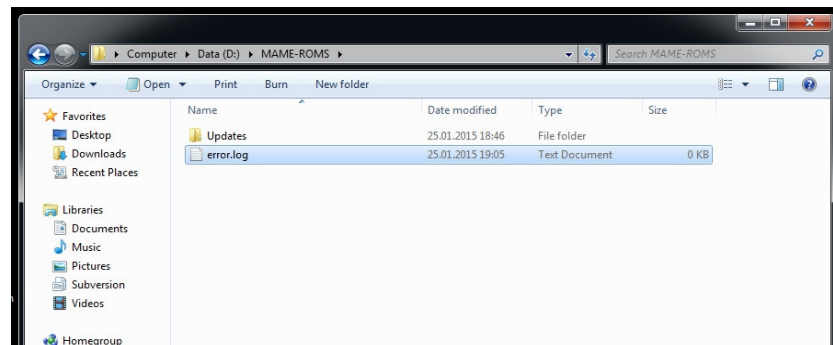 Computer Data (D:) MAME-ROMS
Search MAME-ROMS
Organize Open Print Burn New folder
Name Date modified Type Size
Updates 25.01.2015 18:46 File folder
error.log 25.01.2015 19:05 Text Document 0 KB
Favorites
Desktop
Downloads
Recent Places
Libraries
Documents
Music
Pictures
Subversion
Videos
Homegroup